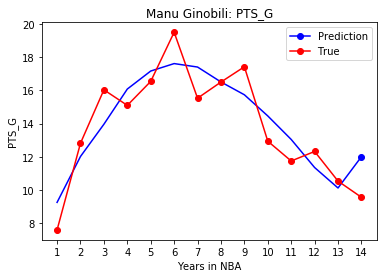 Manu Ginobili: PTS_G
Prediction
True
20
18
16
14
12
10
8
PTS_G
1 2 3 4 5 6 7 8 9 10 11 12 13 14
Years in NBA